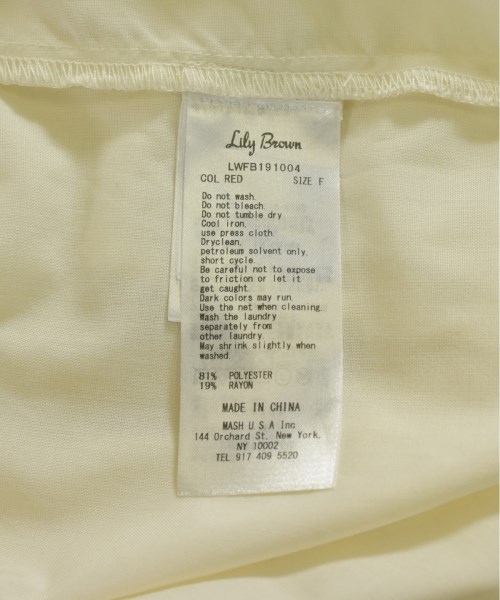 Lily Brown
LWFB191004
COL RED SIZE F
Do not wash.
Do not bleach.
Do not tumble dry
Cool iron.
use press cloth.
Dryclean,
petroleum solvent only.
short cycle.
Be careful not to expose
to friction or let it
get caught.
Dark colors may run.
Use the net when cleaning.
Wash the laundry
separately from
other laundry.
May shrink slightly when
washed.
81% POLYESTER
19% RAYON
MADE IN CHINA
MASH U.S.A Inc
144 Orchard St. New York,
NY 10002
TEL 917 409 5520